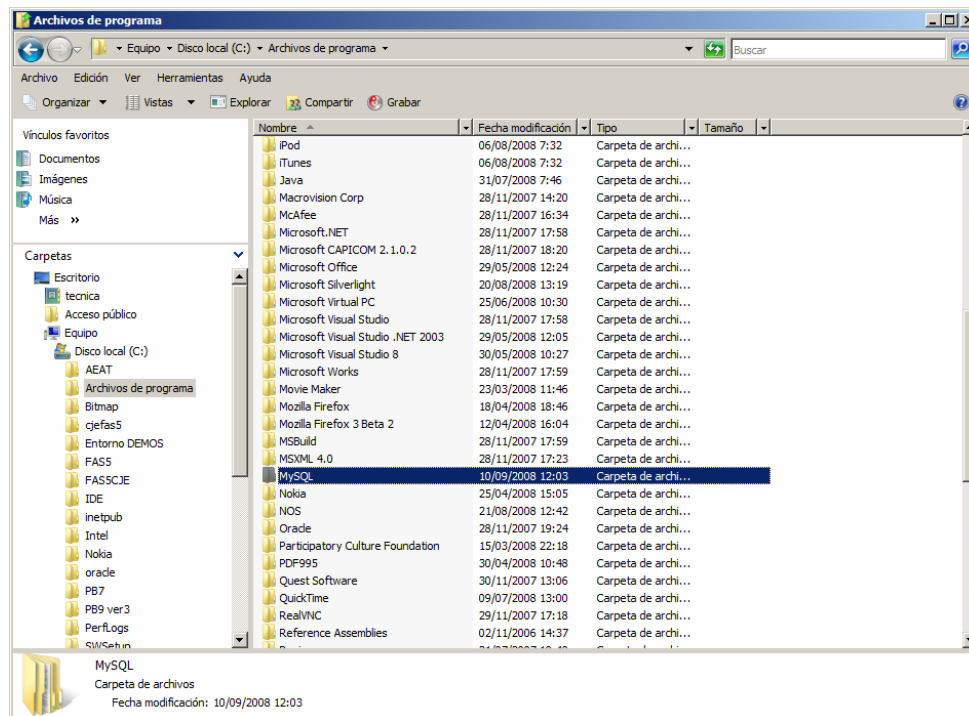 Archivos de programa
Equipo Disco local (C:) Archivos de programa Buscar
Archivo Edición Ver Herramientas Ayuda
Organizar Vistas Explorar Compartir Grabar
Vínculos favoritos
Documentos
Imágenes
Música
Más »
Carpetas
Escritorio
tecnica
Acceso público
Equipo
Disco local (C:)
AEAT
Archivos de programa
Bitmap
cjefas5
Entorno DEMOS
FAS5
FAS5CJE
IDE
inetpub
Intel
Nokia
oracle
PB7
PB9 ver3
PerfLogs
SWSetup
Nombre Fecha modificación Tipo Tamaño
iPod 06/08/2008 7:32 Carpeta de archi...
iTunes 06/08/2008 7:32 Carpeta de archi...
Java 31/07/2008 7:46 Carpeta de archi...
Macrovision Corp 28/11/2007 14:20 Carpeta de archi...
McAfee 28/11/2007 16:34 Carpeta de archi...
Microsoft.NET 28/11/2007 17:58 Carpeta de archi...
Microsoft CAPICOM 2.1.0.2 28/11/2007 18:20 Carpeta de archi...
Microsoft Office 29/05/2008 12:24 Carpeta de archi...
Microsoft Silverlight 20/08/2008 13:19 Carpeta de archi...
Microsoft Virtual PC 25/06/2008 10:30 Carpeta de archi...
Microsoft Visual Studio 28/11/2007 17:58 Carpeta de archi...
Microsoft Visual Studio .NET 2003 29/05/2008 12:05 Carpeta de archi...
Microsoft Visual Studio 8 30/05/2008 10:27 Carpeta de archi...
Microsoft Works 28/11/2007 17:59 Carpeta de archi...
Movie Maker 23/03/2008 11:46 Carpeta de archi...
Mozilla Firefox 18/04/2008 18:46 Carpeta de archi...
Mozilla Firefox 3 Beta 2 12/04/2008 16:04 Carpeta de archi...
MSBuild 28/11/2007 17:59 Carpeta de archi...
MSXML 4.0 28/11/2007 17:23 Carpeta de archi...
MySQL 10/09/2008 12:03 Carpeta de archi...
Nokia 25/04/2008 15:05 Carpeta de archi...
NOS 21/08/2008 12:42 Carpeta de archi...
Oracle 28/11/2007 19:24 Carpeta de archi...
Participatory Culture Foundation 15/03/2008 22:18 Carpeta de archi...
PDF995 30/04/2008 10:48 Carpeta de archi...
Quest Software 30/11/2007 13:06 Carpeta de archi...
QuickTime 09/07/2008 13:00 Carpeta de archi...
RealVNC 29/11/2007 17:18 Carpeta de archi...
Reference Assemblies 02/11/2006 14:37 Carpeta de archi...
MySQL
Carpeta de archivos
Fecha modificación: 10/09/2008 12:03